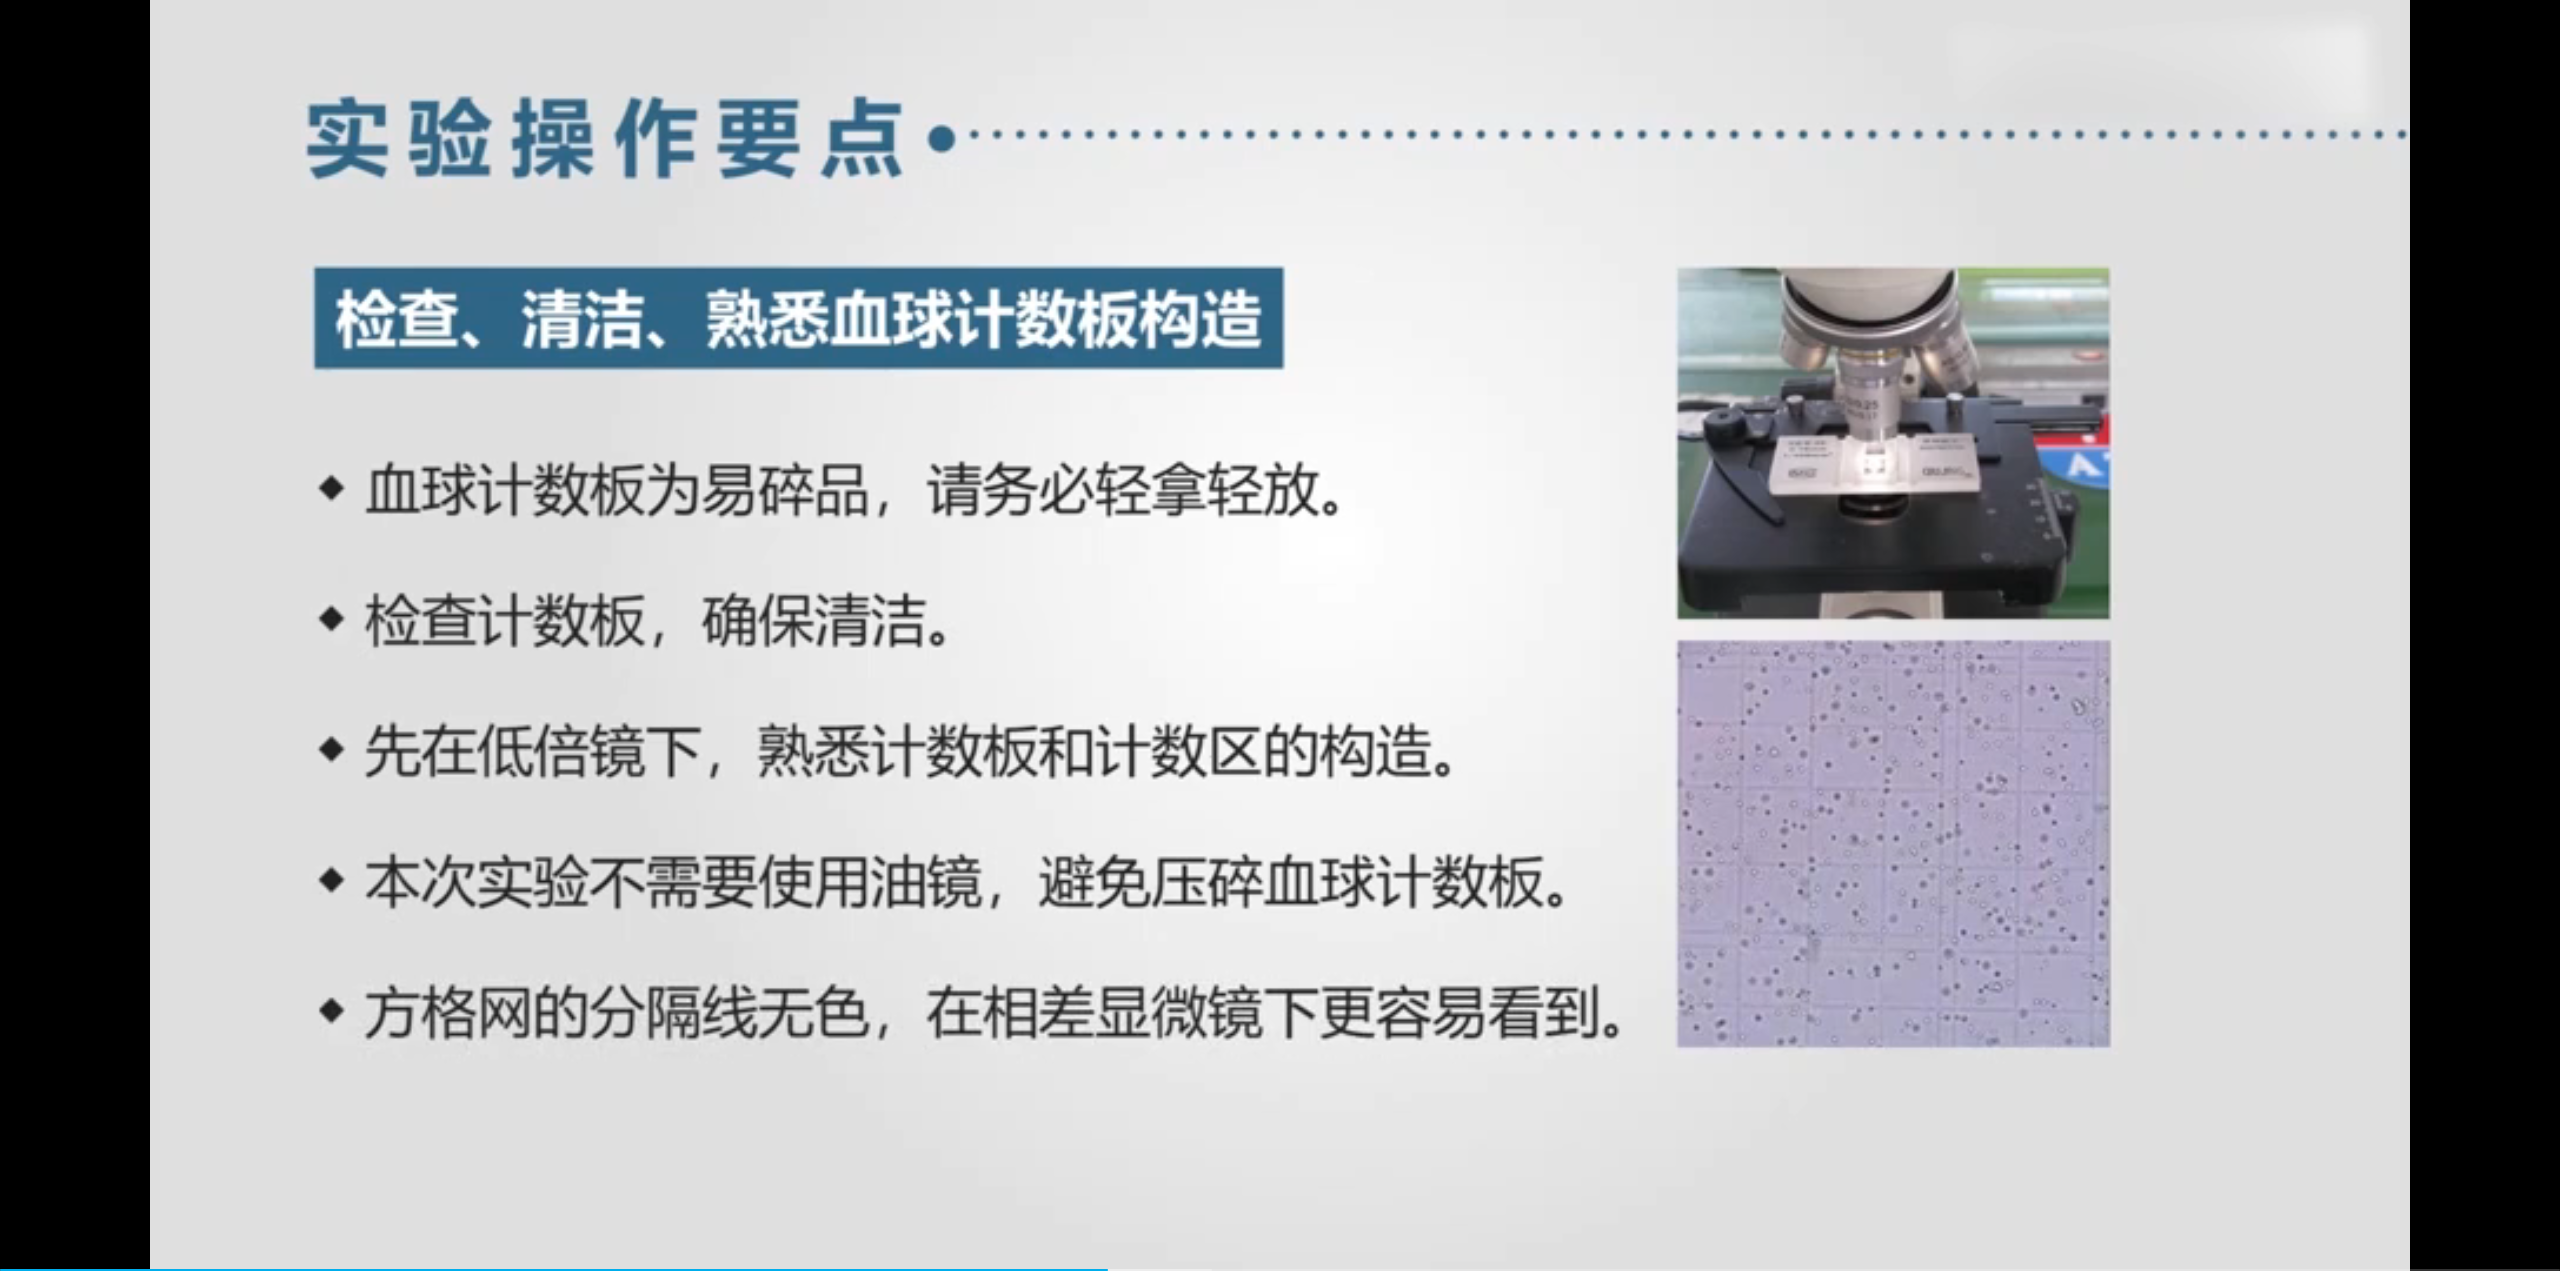 实验操作要点
检查、清洁、熟悉血球计数板构造
血球计数板为易碎品，请务必轻拿轻放。
检查计数板，确保清洁。
先在低倍镜下，熟悉计数板和计数区的构造。
本次实验不需要使用油镜，避免压碎血球计数板。
方格网的分隔线无色，在相差显微镜下更容易看到。